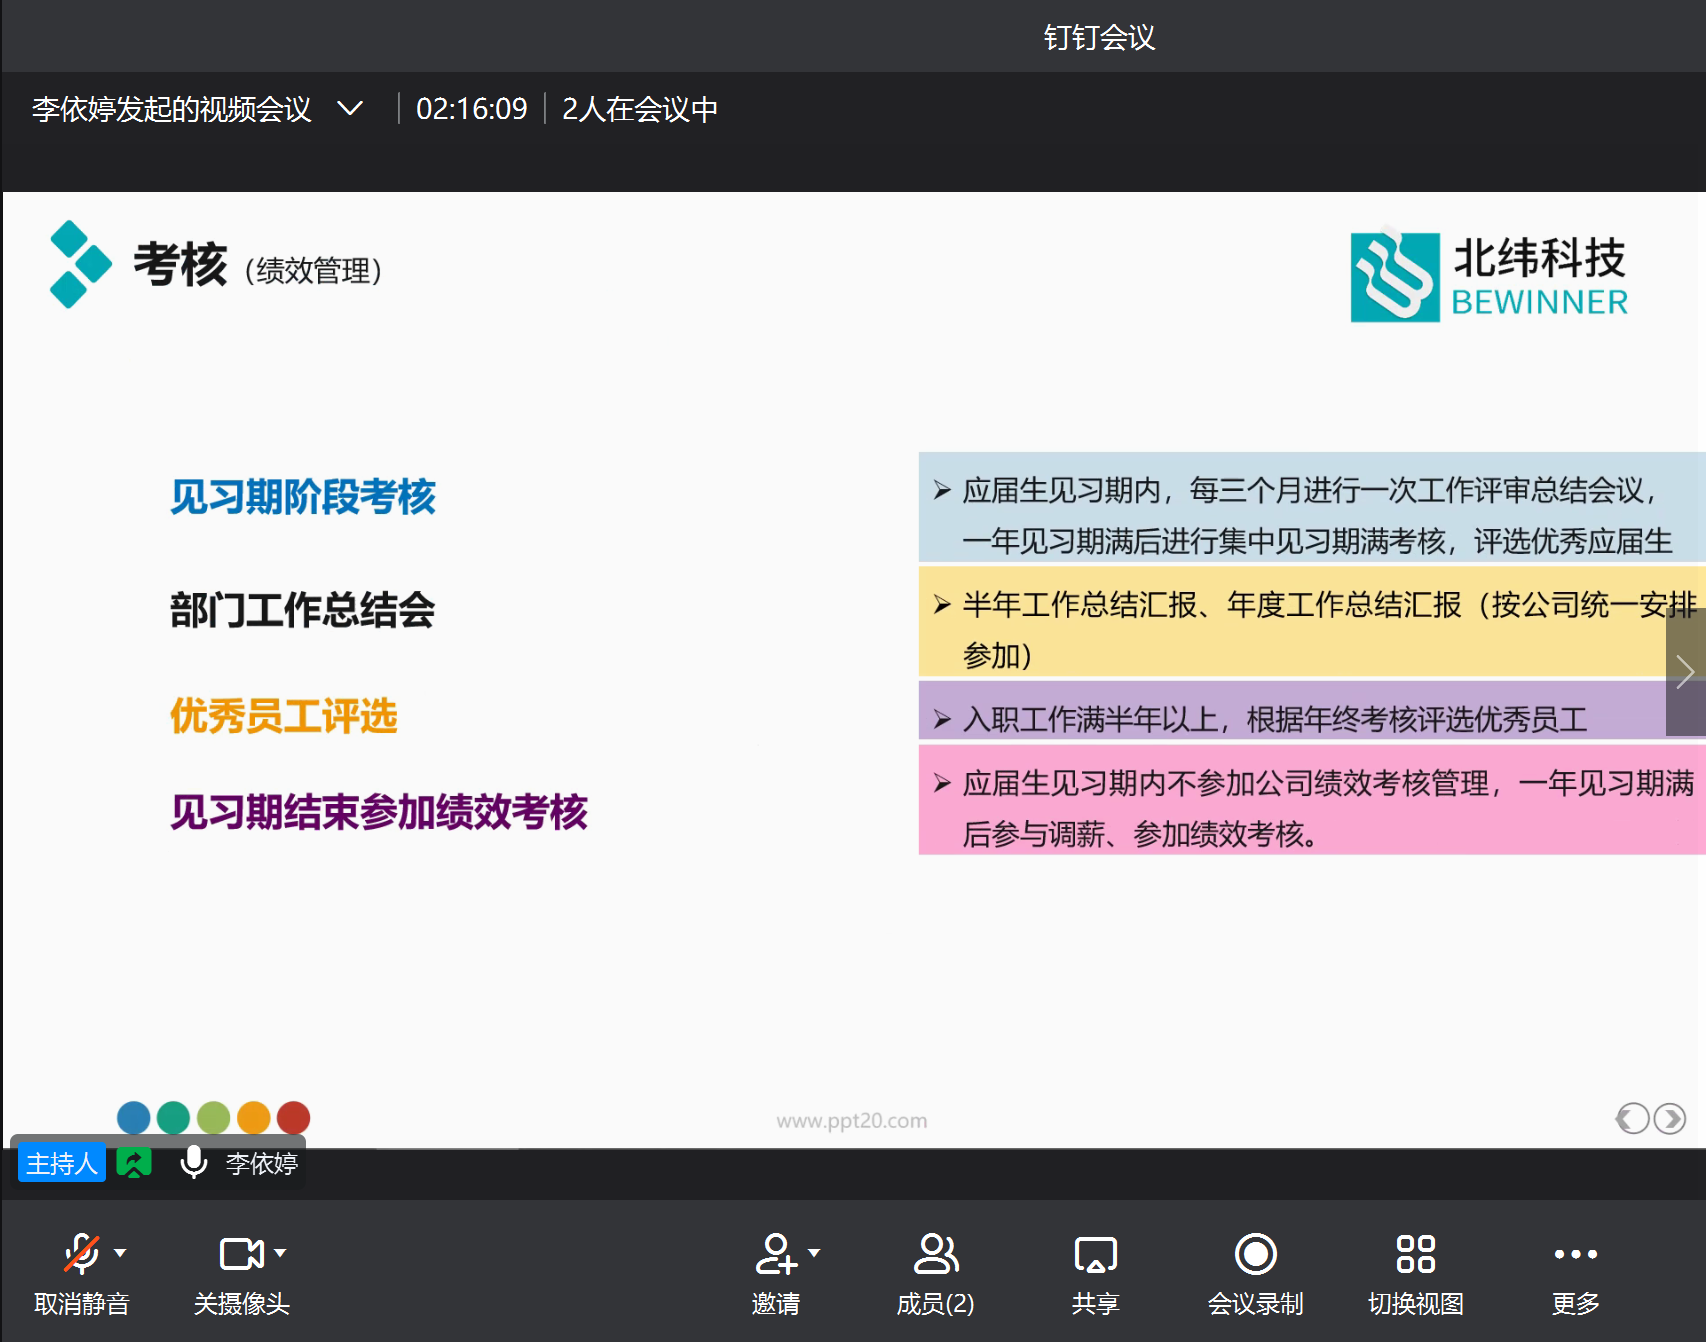 钉钉会议
李依婷发起的视频会议 02:16:09 2人在会议中
考核（绩效管理）
北纬科技
BEWINNER
见习期阶段考核
➢ 应届生见习期内，每三个月进行一次工作评审总结会议，
一年见习期满后进行集中见习期满考核，评选优秀应届生
部门工作总结会
➢ 半年工作总结汇报、年度工作总结汇报（按公司统一安排
参加）
优秀员工评选
➢ 入职工作满半年以上，根据年终考核评选优秀员工
见习期结束参加绩效考核
➢ 应届生见习期内不参加公司绩效考核管理，一年见习期满
后参与调薪、参加绩效考核。
www.ppt20.com
主持人 李依婷
取消静音 关摄像头 邀请 成员(2) 共享 会议录制 切换视图 更多